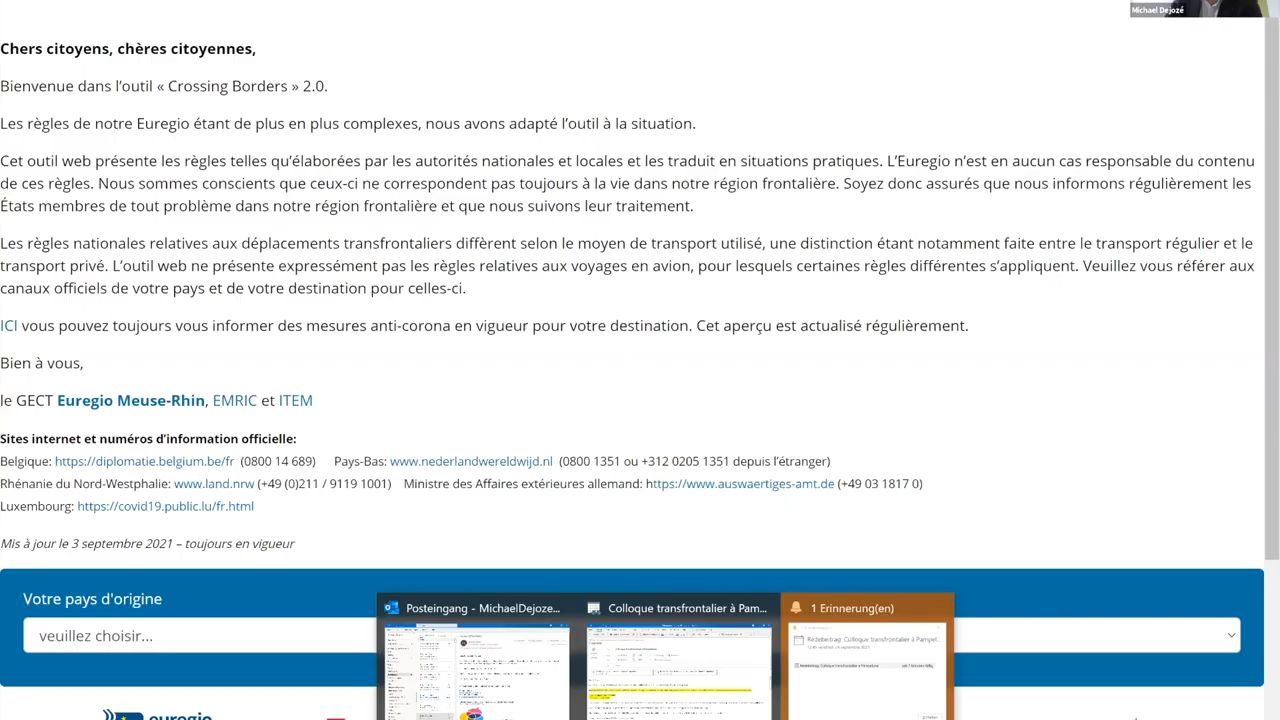 Michael Dejozé
Chers citoyens, chères citoyennes,
Bienvenue dans l’outil « Crossing Borders » 2.0.
Les règles de notre Euregio étant de plus en plus complexes, nous avons adapté l’outil à la situation.
Cet outil web présente les règles telles qu’élaborées par les autorités nationales et locales et les traduit en situations pratiques. L’Euregio n’est en aucun cas responsable du contenu
de ces règles. Nous sommes conscients que ceux-ci ne correspondent pas toujours à la vie dans notre région frontalière. Soyez donc assurés que nous informons régulièrement les
États membres de tout problème dans notre région frontalière et que nous suivons leur traitement.
Les règles nationales relatives aux déplacements transfrontaliers diffèrent selon le moyen de transport utilisé, une distinction étant notamment faite entre le transport régulier et le
transport privé. L’outil web ne présente expressément pas les règles relatives aux voyages en avion, pour lesquels certaines règles différentes s’appliquent. Veuillez vous référer aux
canaux officiels de votre pays et de votre destination pour celles-ci.
ICI vous pouvez toujours vous informer des mesures anti-corona en vigueur pour votre destination. Cet aperçu est actualisé régulièrement.
Bien à vous,
le GECT Euregio Meuse-Rhin, EMRIC et ITEM
Sites internet et numéros d’information officielle:
Belgique: https://diplomatie.belgium.be/fr (0800 14 689) Pays-Bas: www.nederlandwereldwijd.nl (0800 1351 ou +312 0205 1351 depuis l’étranger)
Rhénanie du Nord-Westphalie: www.land.nrw (+49 (0)211 / 9119 1001) Ministre des Affaires extérieures allemand: https://www.auswaertiges-amt.de (+49 03 1817 0)
Luxembourg: https://covid19.public.lu/fr.html
Mis à jour le 3 septembre 2021 – toujours en vigueur
Votre pays d'origine
veuillez choisir...
Posteingang - MichaelDejoze... Colloque transfrontalier à Pam... 1 Erinnerung(en)